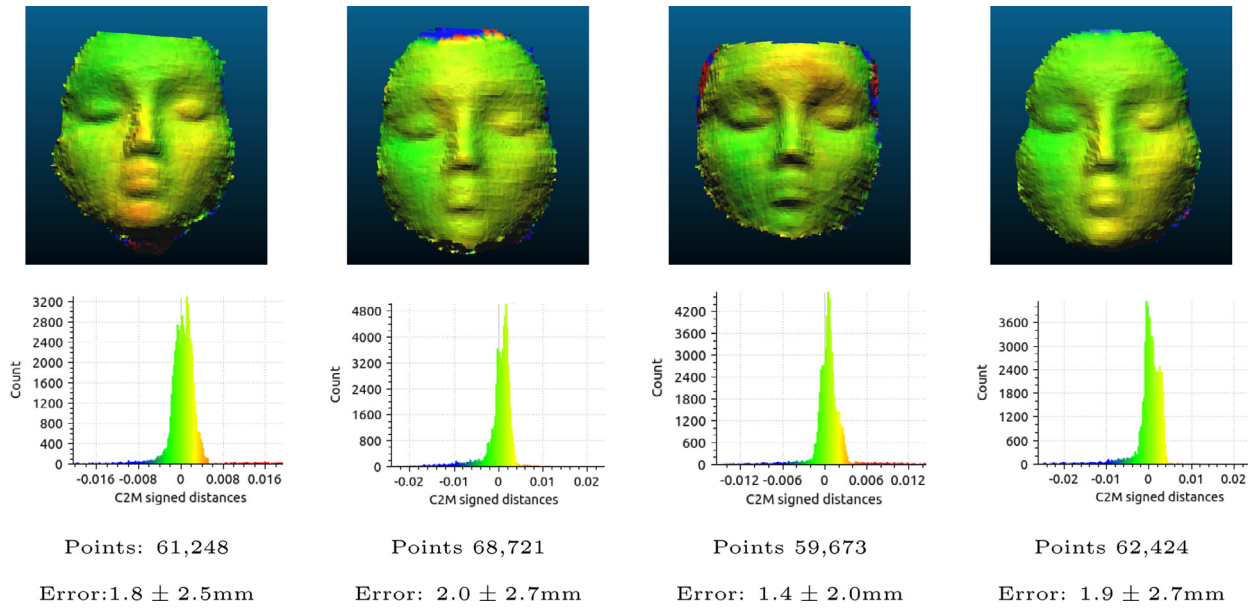 3200
2800
2400
2000
1600
1200
800
400
0
Count
-0.016 -0.008 0 0.008 0.016
C2M signed distances
4800
4000
3200
2400
1600
800
0
Count
-0.02 -0.01 0 0.01 0.02
C2M signed distances
4200
3600
3000
2400
1800
1200
600
0
Count
-0.012 -0.006 0 0.006 0.012
C2M signed distances
3600
3000
2400
1800
1200
600
0
Count
-0.02 -0.01 0 0.01 0.02
C2M signed distances
Points: 61,248 Points 68,721 Points 59,673 Points 62,424
Error:1.8 ± 2.5mm Error: 2.0 ± 2.7mm Error: 1.4 ± 2.0mm Error: 1.9 ± 2.7mm